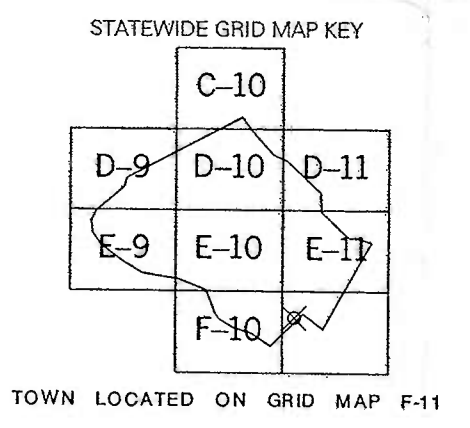 STATEWIDE GRID MAP KEY
C-10
D-9 D-10 D-11
E-9 E-10 E-11
F-10
TOWN LOCATED ON GRID MAP F-11